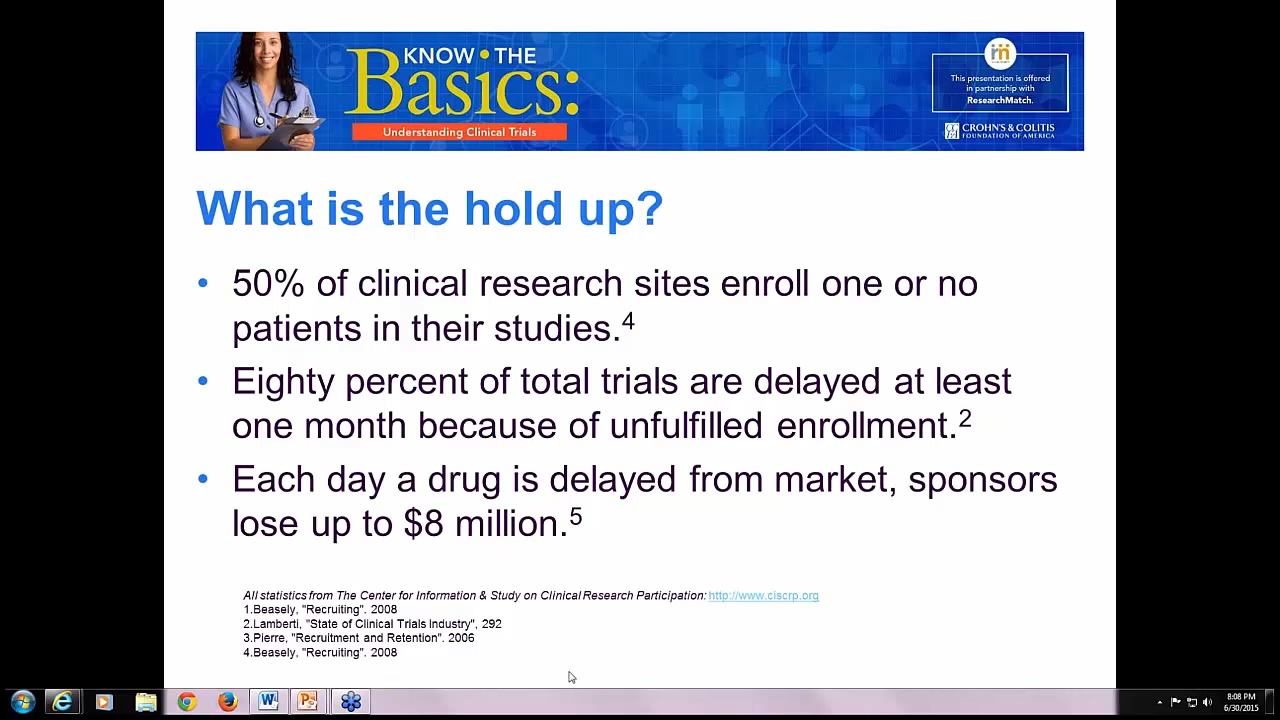 KNOW THE
Basics:
Understanding Clinical Trials
This presentation is offered
in partnership with
ResearchMatch.
CROHN'S & COLITIS
FOUNDATION OF AMERICA
What is the hold up?
• 50% of clinical research sites enroll one or no
patients in their studies.4
• Eighty percent of total trials are delayed at least
one month because of unfulfilled enrollment.2
• Each day a drug is delayed from market, sponsors
lose up to $8 million.5
All statistics from The Center for Information & Study on Clinical Research Participation: http://www.ciscrp.org
1.Beasely, "Recruiting". 2008
2.Lamberti, "State of Clinical Trials Industry", 292
3.Pierre, "Recruitment and Retention". 2006
4.Beasely, "Recruiting". 2008
8:08 PM
6/30/2015